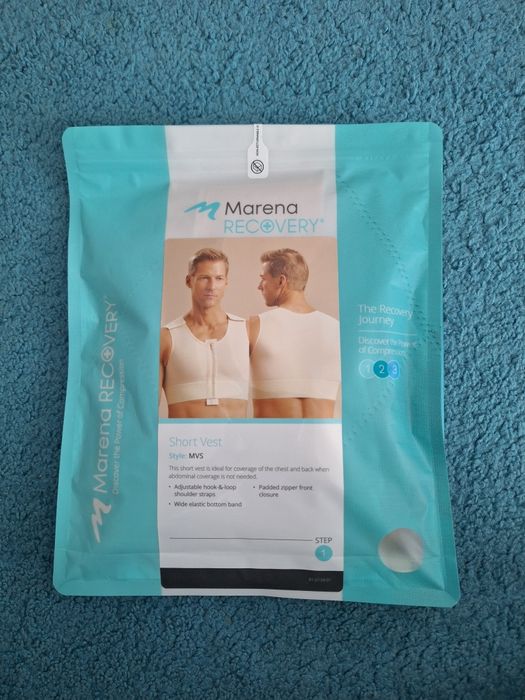 Marena
RECOVERY®
Marena RECOVERY®
Discover the Power of Compression
The Recovery
Journey
Discover the Power
of Compression
1 2 3
Short Vest
Style: MVS
This short vest is ideal for coverage of the chest and back when
abdominal coverage is not needed.
• Adjustable hook-&-loop
shoulder straps
• Wide elastic bottom band
• Padded zipper front
closure
STEP
1